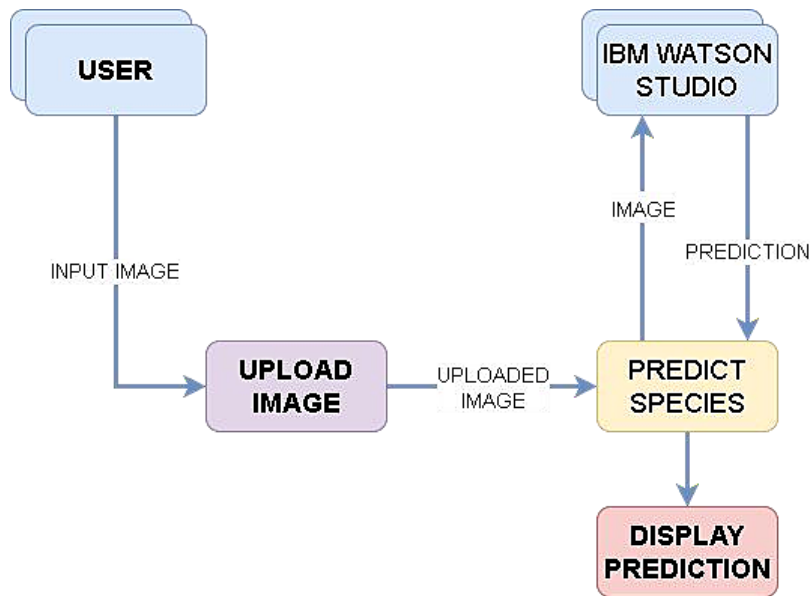 USER
IBM WATSON
STUDIO
IMAGE
PREDICTION
INPUT IMAGE
UPLOAD
IMAGE
UPLOADED
IMAGE
PREDICT
SPECIES
DISPLAY
PREDICTION